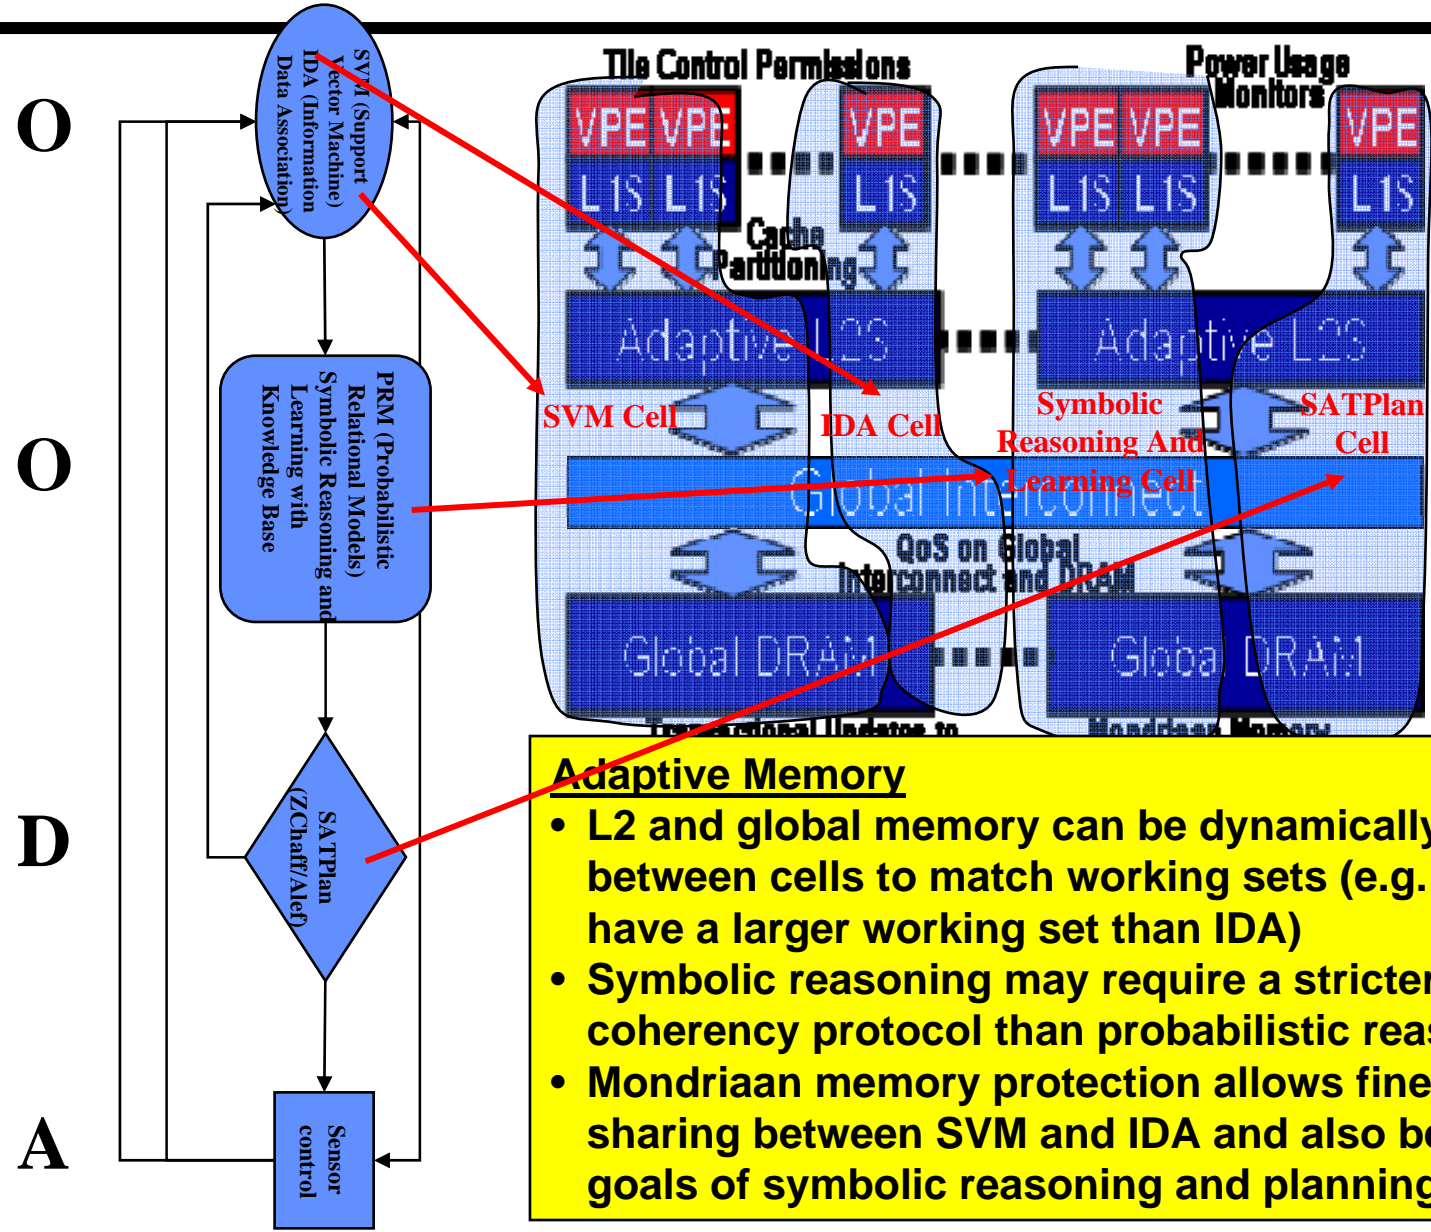 O
O
D
A
SVM (Support
Vector Machine)
IDA (Information
Data Association)
PRM (Probabilistic
Relational Models)
Symbolic Reasoning and
Learning with
Knowledge Base
SATPlan
(ZChaff/Alef)
Sensor
control
Tile Control Permissions
Power Usage
Monitors
VPE VPE VPE VPE VPE VPE
L1S L1S L1S L1S L1S L1S
Cache
Partitioning
Adaptive L2S
Adaptive L2S
SVM Cell
IDA Cell
Symbolic
Reasoning And
Learning Cell
SATPlan
Cell
Global Interconnect
QoS on Global
Interconnect and DRAM
Global DRAM
Global DRAM
Transactional Updates to
Mondriaan Memory
Adaptive Memory
• L2 and global memory can be dynamically
between cells to match working sets (e.g.
have a larger working set than IDA)
• Symbolic reasoning may require a stricter
coherency protocol than probabilistic reas
• Mondriaan memory protection allows fine
sharing between SVM and IDA and also be
goals of symbolic reasoning and planning